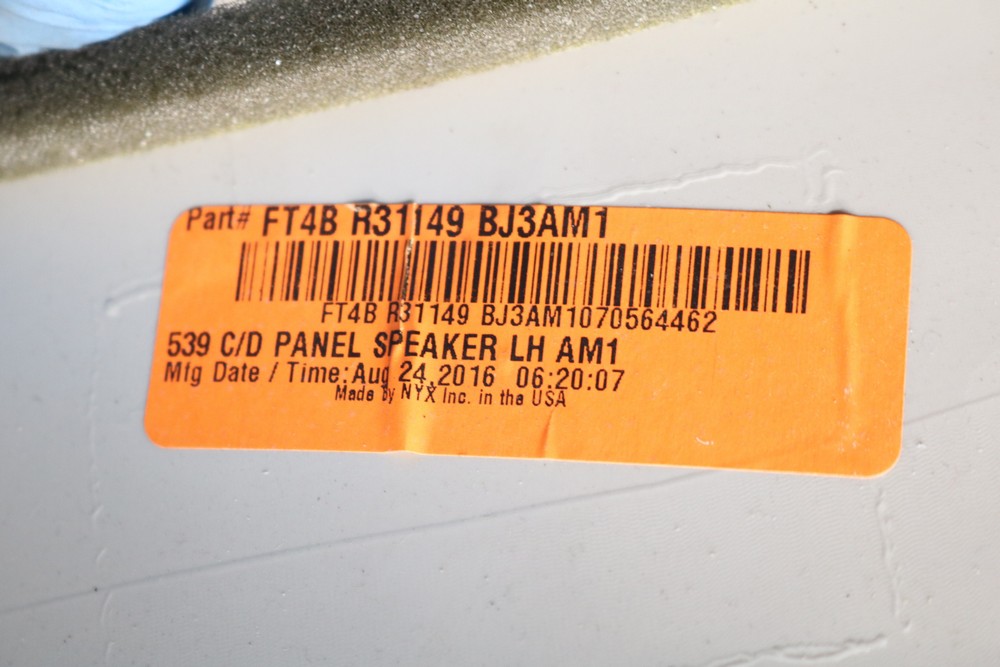 Part# FT4B R31149 BJ3AM1
FT4B R31149 BJ3AM1070564462
539 C/D PANEL SPEAKER LH AM1
Mfg Date / Time:Aug 24,2016 06:20:07
Made By NYX Inc. in the USA